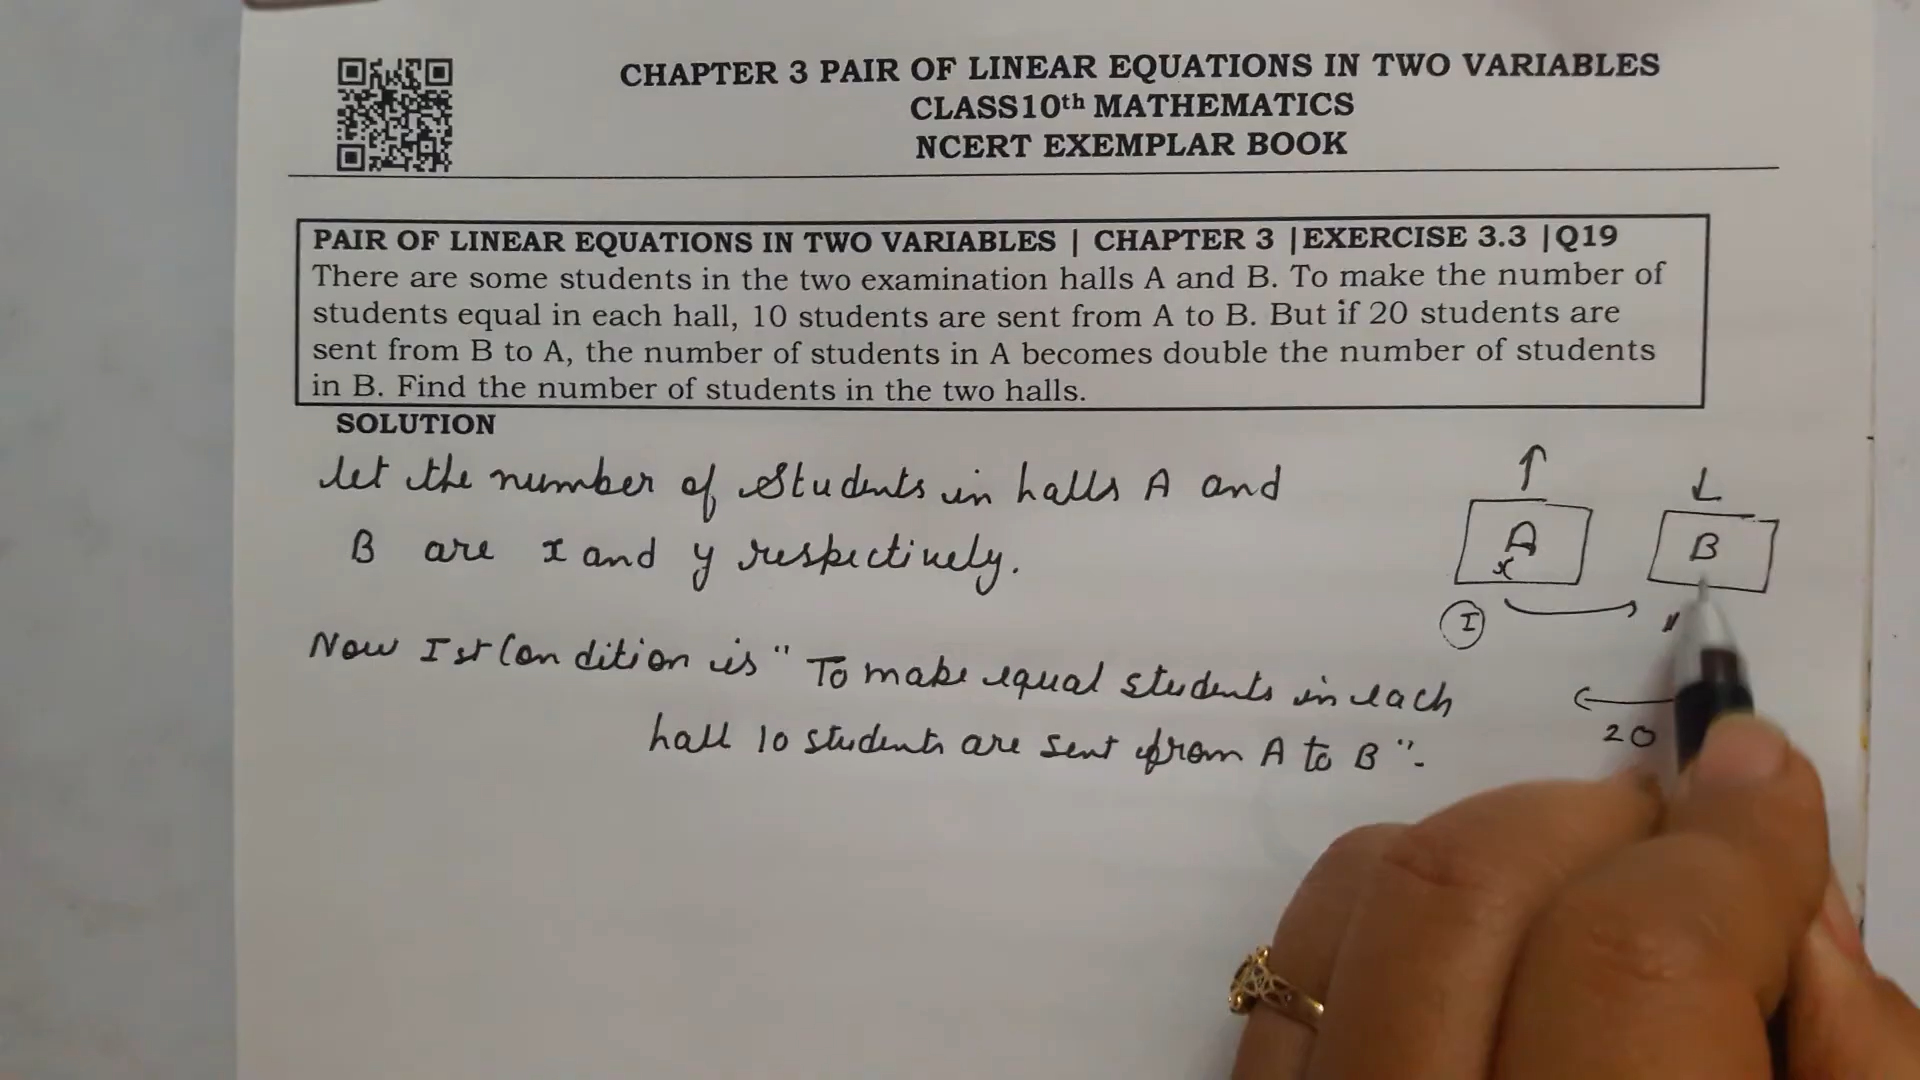 CHAPTER 3 PAIR OF LINEAR EQUATIONS IN TWO VARIABLES
CLASS10th MATHEMATICS
NCERT EXEMPLAR BOOK
PAIR OF LINEAR EQUATIONS IN TWO VARIABLES | CHAPTER 3 |EXERCISE 3.3 |Q19
There are some students in the two examination halls A and B. To make the number of
students equal in each hall, 10 students are sent from A to B. But if 20 students are
sent from B to A, the number of students in A becomes double the number of students
in B. Find the number of students in the two halls.
SOLUTION
let the number of Students in halls A and
B are x and y respectively.
Now Ist Condition is " To make equal students in each
hall 10 students are sent from A to B ".
A
x
B
I
20